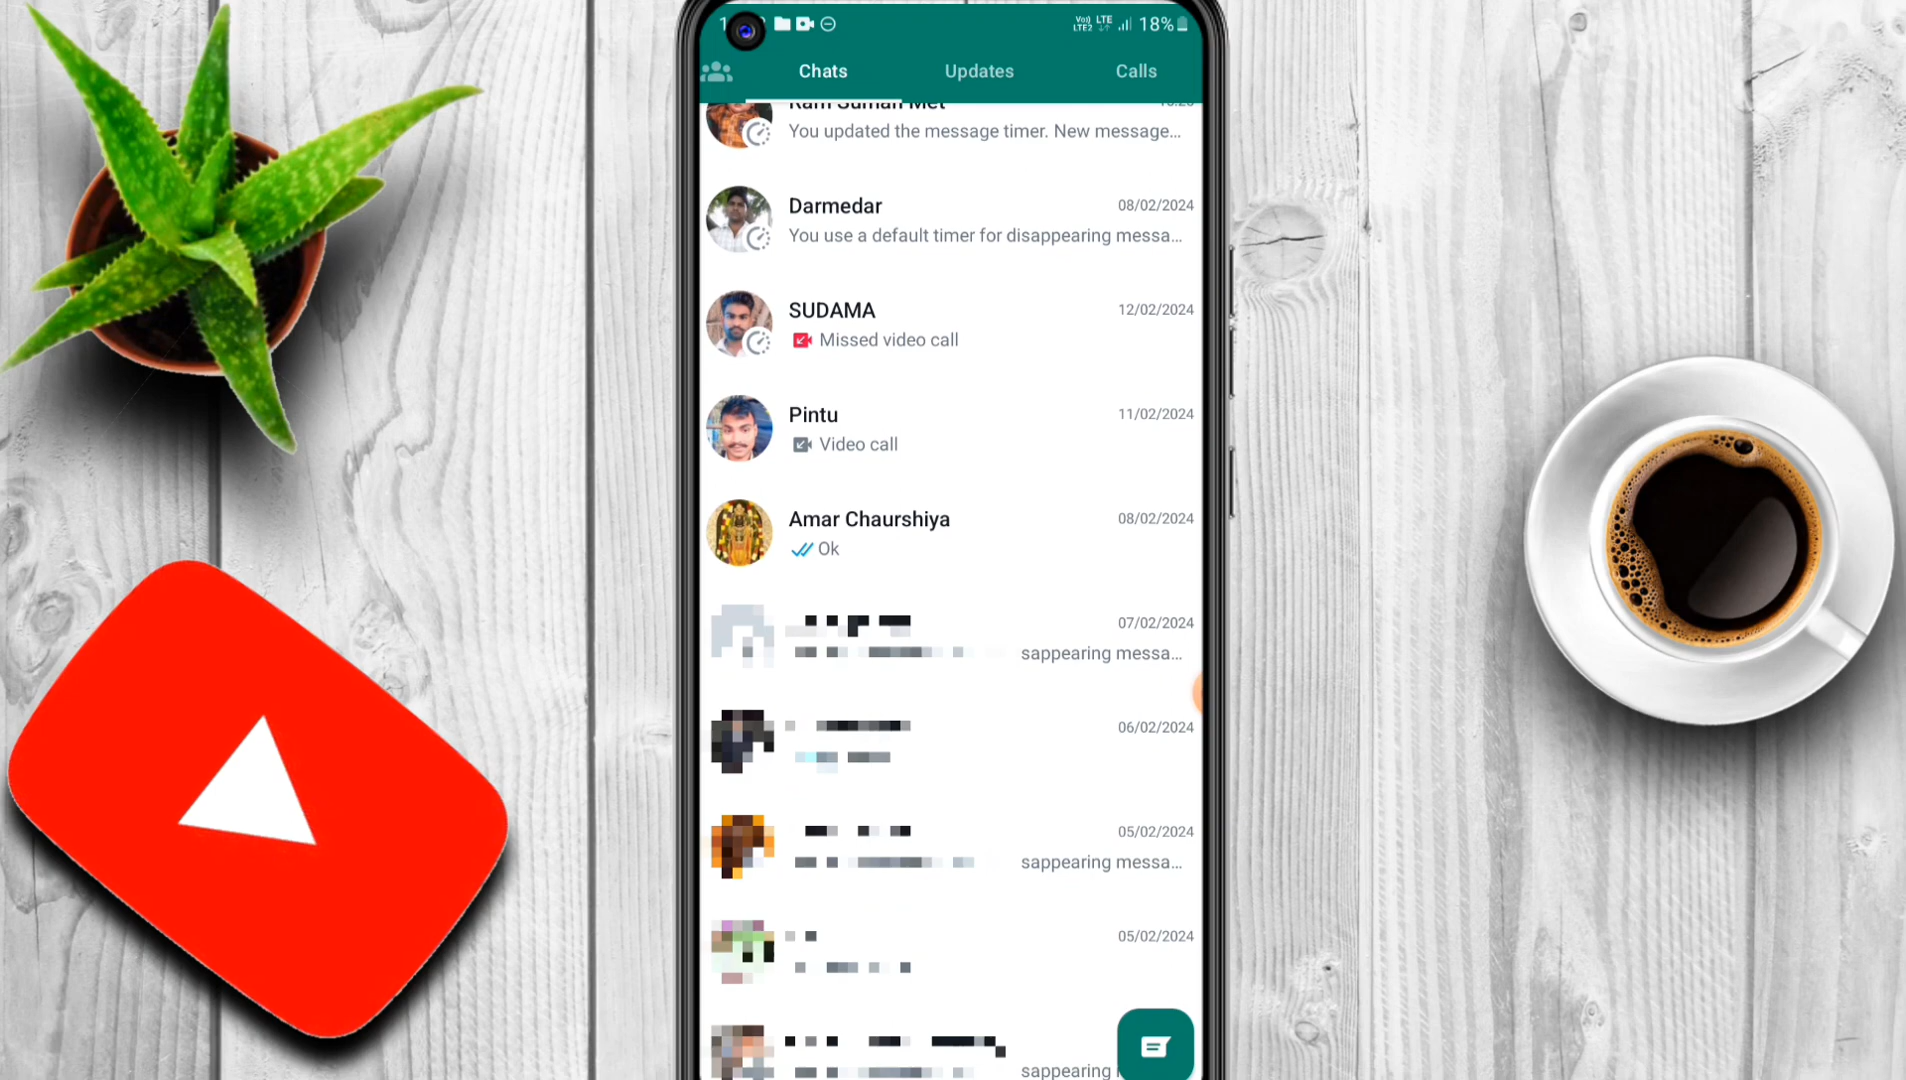 18%
Chats Updates Calls
Ram Suman Met
You updated the message timer. New message...
Darmedar 08/02/2024
You use a default timer for disappearing messa...
SUDAMA 12/02/2024
Missed video call
Pintu 11/02/2024
Video call
Amar Chaurshiya 08/02/2024
Ok
07/02/2024
sappearing messa...
06/02/2024
05/02/2024
sappearing messa...
05/02/2024
sappearing